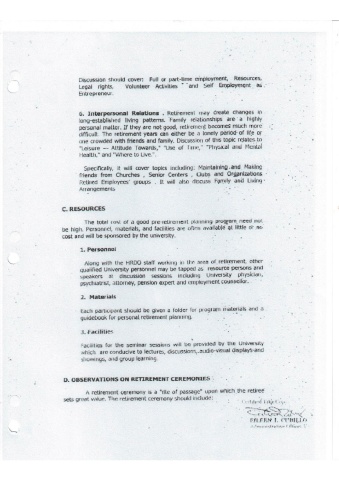 Discussion should cover: Full or part-time employment, Resources,
Legal rights, Volunteer Activities and Self Employment as
Entrepreneur.
6. Interpersonal Relations , Retirement may create changes in
long-established living patterns. Family relationships are a highly
personal matter. If they are not good, retirement becomes much more
difficult. The retirement years can either be a lonely period of life or
one crowded with friends and family. Discussion of this topic relates to
"Leisure — Attitude Towards," "Use of Time," "Physical and Mental
Health," and "Where to Live".
Specifically, it will cover topics including: Maintaining and Making
friends from Churches , Senior Centers , Clubs and Organizations
Retired Employees' groups . It will also discuss Family and Living
Arrangements
C. RESOURCES
The total cost of a good pre-retirement planning program need not
be high. Personnel, materials, and facilities are often available at little or no
cost and will be sponsored by the university.
1. Personnel
Along with the HRDO staff working in the area of retirement, other
qualified University personnel may be tapped as resource persons and
speakers at discussion sessions including University physician,
psychiatrist, attorney, pension expert and employment counsellor.
2. Materials
Each participant should be given a folder for program materials and a
guidebook for personal retirement planning.
3. Facilities
Facilities for the seminar sessions will be provided by the University
which are conducive to lectures, discussions, audio-visual displays and
showings, and group learning.
D. OBSERVATIONS ON RETIREMENT CEREMONIES
A retirement ceremony is a "rite of passage" upon which the retiree
sets great value. The retirement ceremony should include: